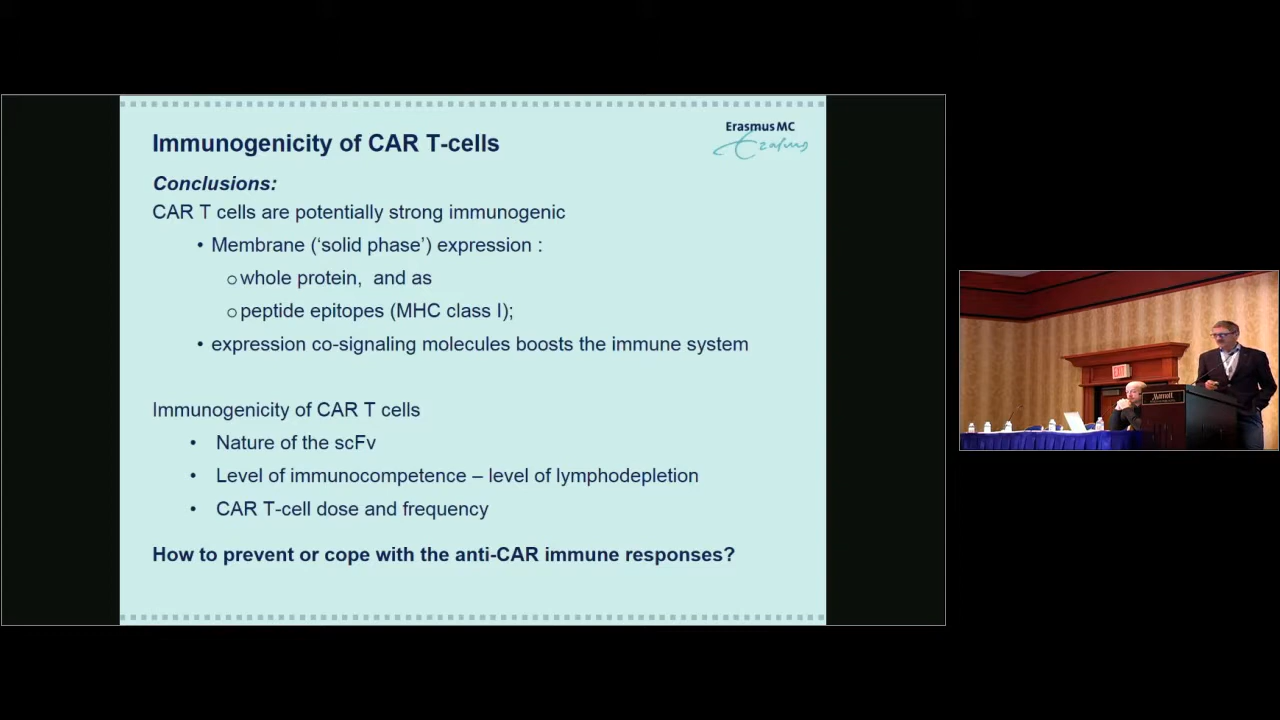 Immunogenicity of CAR T-cells
Erasmus MC
Erasmus
Conclusions:
CAR T cells are potentially strong immunogenic
• Membrane (‘solid phase’) expression :
o whole protein, and as
o peptide epitopes (MHC class I);
• expression co-signaling molecules boosts the immune system
Immunogenicity of CAR T cells
• Nature of the scFv
• Level of immunocompetence – level of lymphodepletion
• CAR T-cell dose and frequency
How to prevent or cope with the anti-CAR immune responses?
EXIT
Marriott